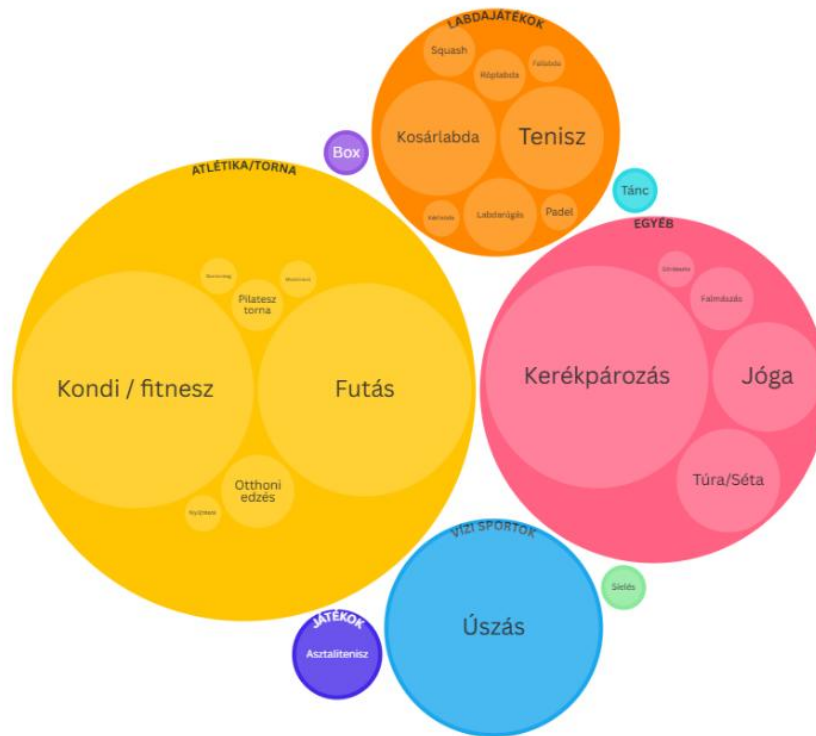 LABDAJÁTÉKOK
Squash
Röplabda
Fallabda
Kosárlabda
Tenisz
Labdarúgás
Padel
Box
Tánc
ATLÉTIKA/TORNA
Pilatesz
torna
Kondi / fitnesz
Futás
Otthoni
edzés
EGYÉB
Falmászás
Kerékpározás
Jóga
Túra/Séta
VÍZI SPORTOK
Úszás
Síelés
JÁTÉKOK
Asztalitenisz